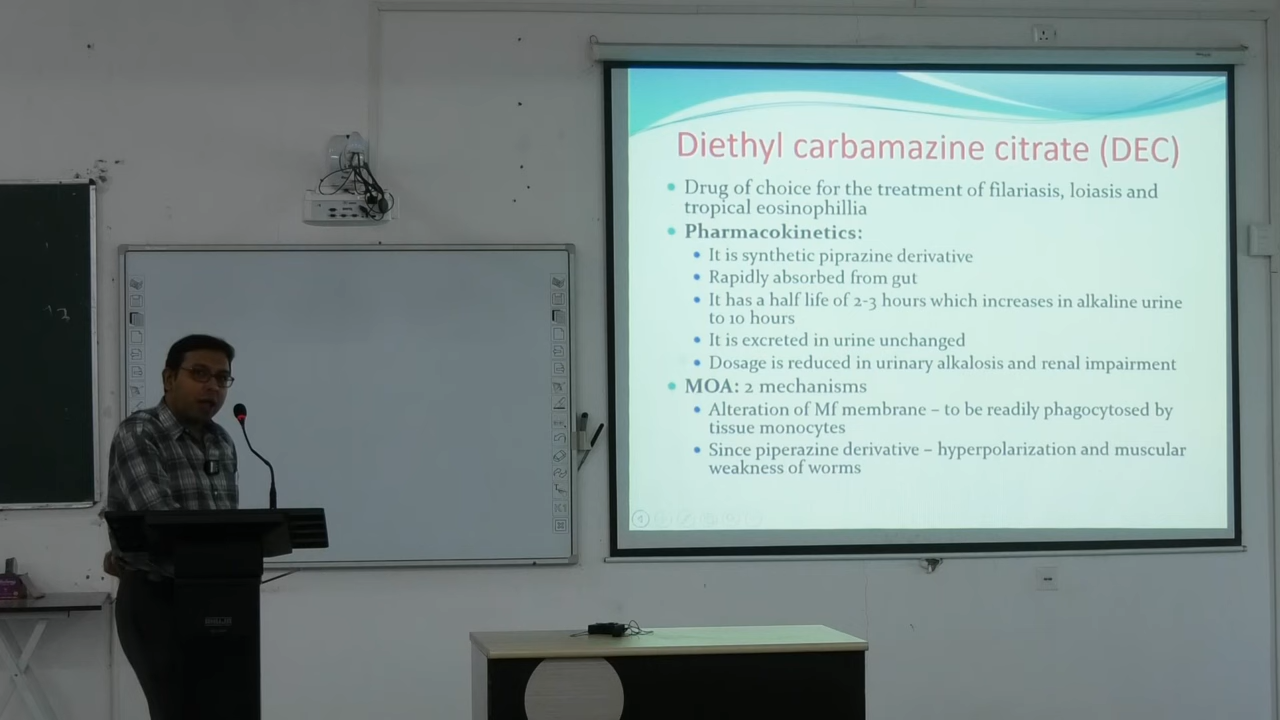 Diethyl carbamazine citrate (DEC)
Drug of choice for the treatment of filariasis, loiasis and
tropical eosinophillia
Pharmacokinetics:
It is synthetic piprazine derivative
Rapidly absorbed from gut
It has a half life of 2-3 hours which increases in alkaline urine
to 10 hours
It is excreted in urine unchanged
Dosage is reduced in urinary alkalosis and renal impairment
MOA: 2 mechanisms
Alteration of Mf membrane – to be readily phagocytosed by
tissue monocytes
Since piperazine derivative – hyperpolarization and muscular
weakness of worms